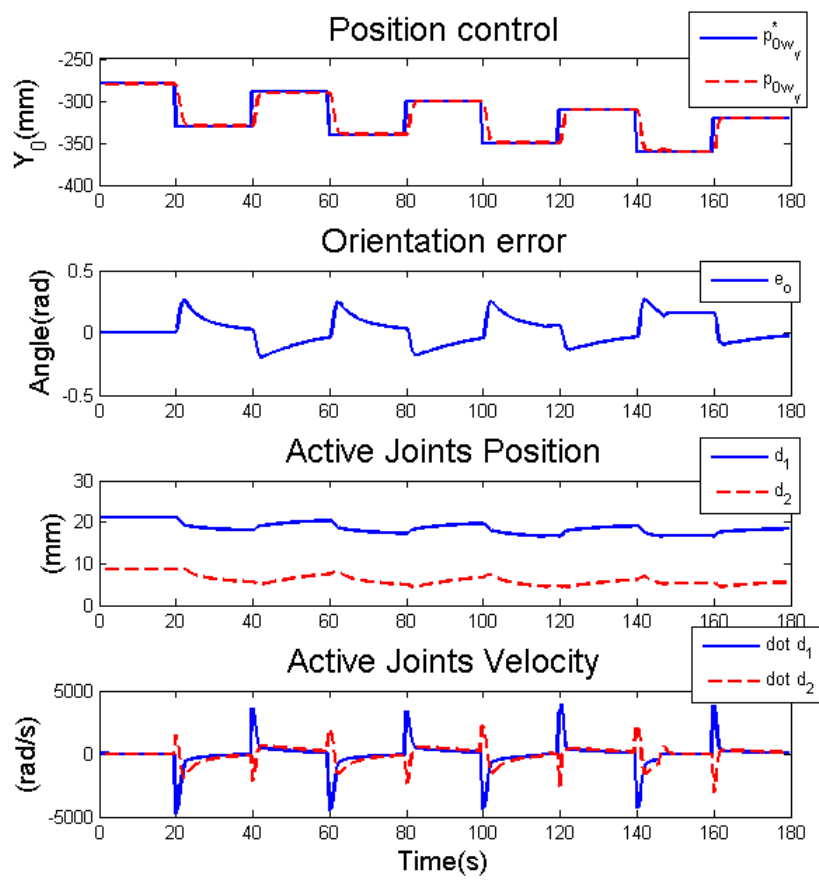 Position control
p*0wy
p0wy
Y0(mm)
-250
-300
-350
-400
0 20 40 60 80 100 120 140 160 180
Orientation error
eo
Angle(rad)
0.5
0
-0.5
0 20 40 60 80 100 120 140 160 180
Active Joints Position
d1
d2
(mm)
30
20
10
0
0 20 40 60 80 100 120 140 160 180
Active Joints Velocity
dot d1
dot d2
(rad/s)
5000
0
-5000
0 20 40 60 80 100 120 140 160 180
Time(s)